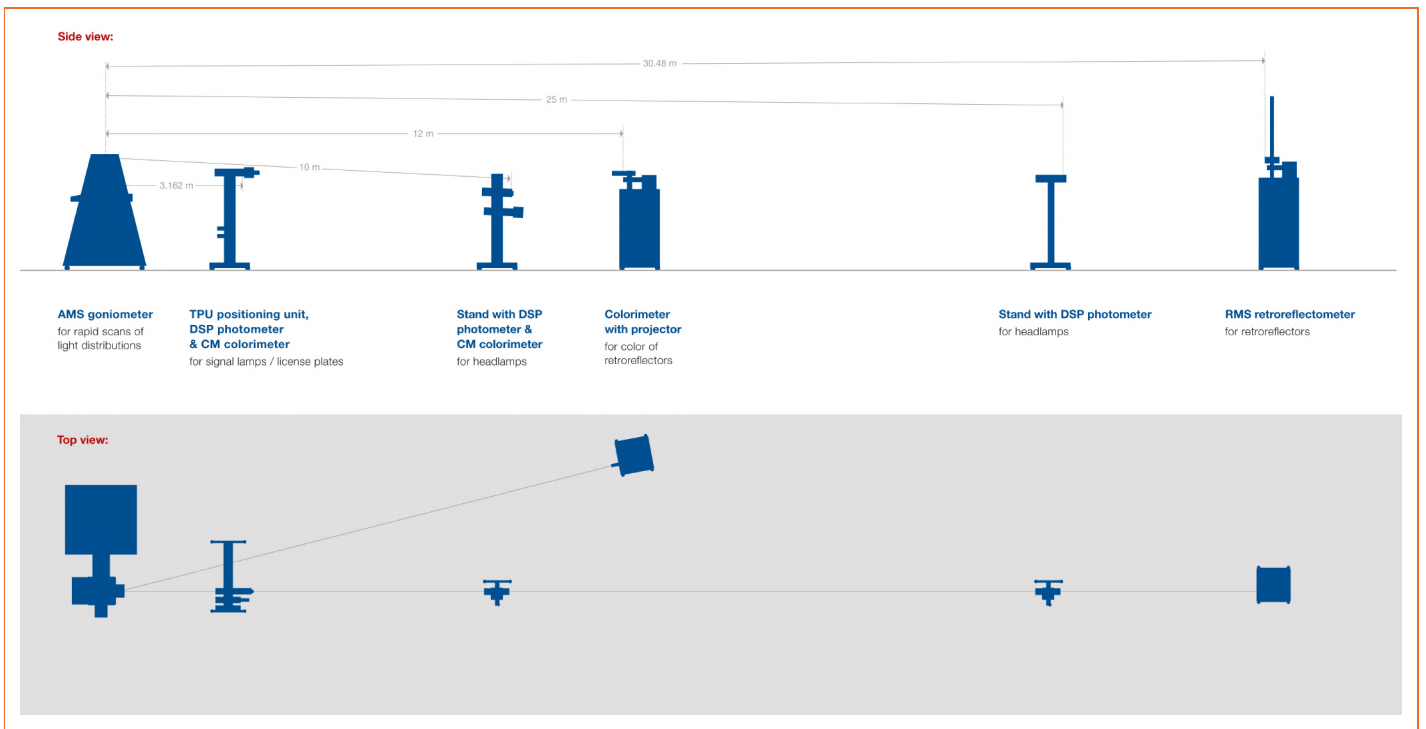 Side view:
30.48 m
25 m
12 m
10 m
3.162 m
AMS goniometer
for rapid scans of
light distributions
TPU positioning unit,
DSP photometer
& CM colorimeter
for signal lamps / license plates
Stand with DSP
photometer &
CM colorimeter
for headlamps
Colorimeter
with projector
for color of
retroreflectors
Stand with DSP photometer
for headlamps
RMS retroreflectometer
for retroreflectors
Top view: